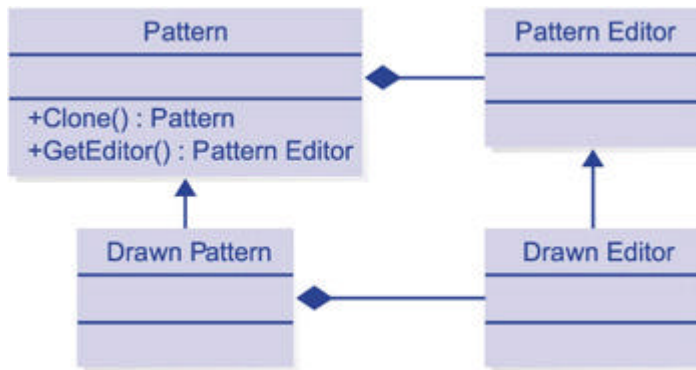 Pattern
Pattern Editor
+Clone() : Pattern
+GetEditor() : Pattern Editor
Drawn Pattern
Drawn Editor